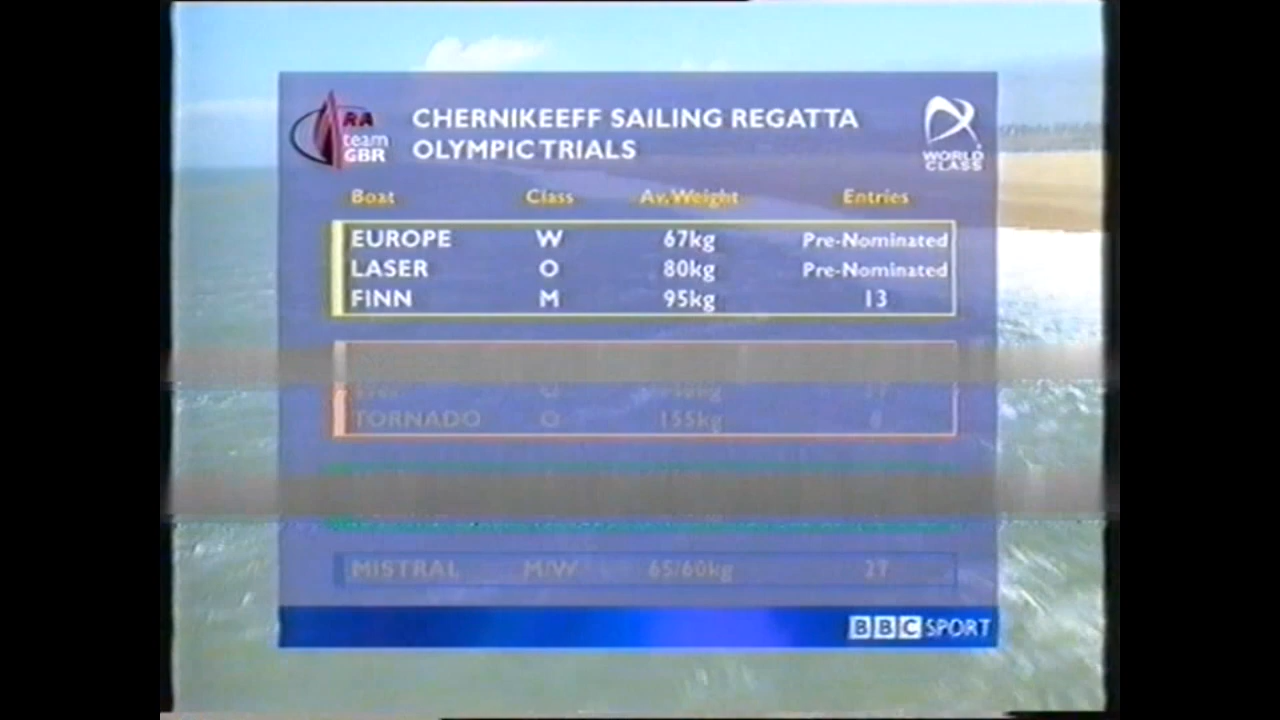 RA
team
GBR
CHERNIKEEFF SAILING REGATTA
OLYMPIC TRIALS
WORLD
CLASS
Boat Class Av.Weight Entries
EUROPE W 67kg Pre-Nominated
LASER O 80kg Pre-Nominated
FINN M 95kg 13
TORNADO O 155kg 8
MISTRAL M/W 65/60kg 27
BBC SPORT